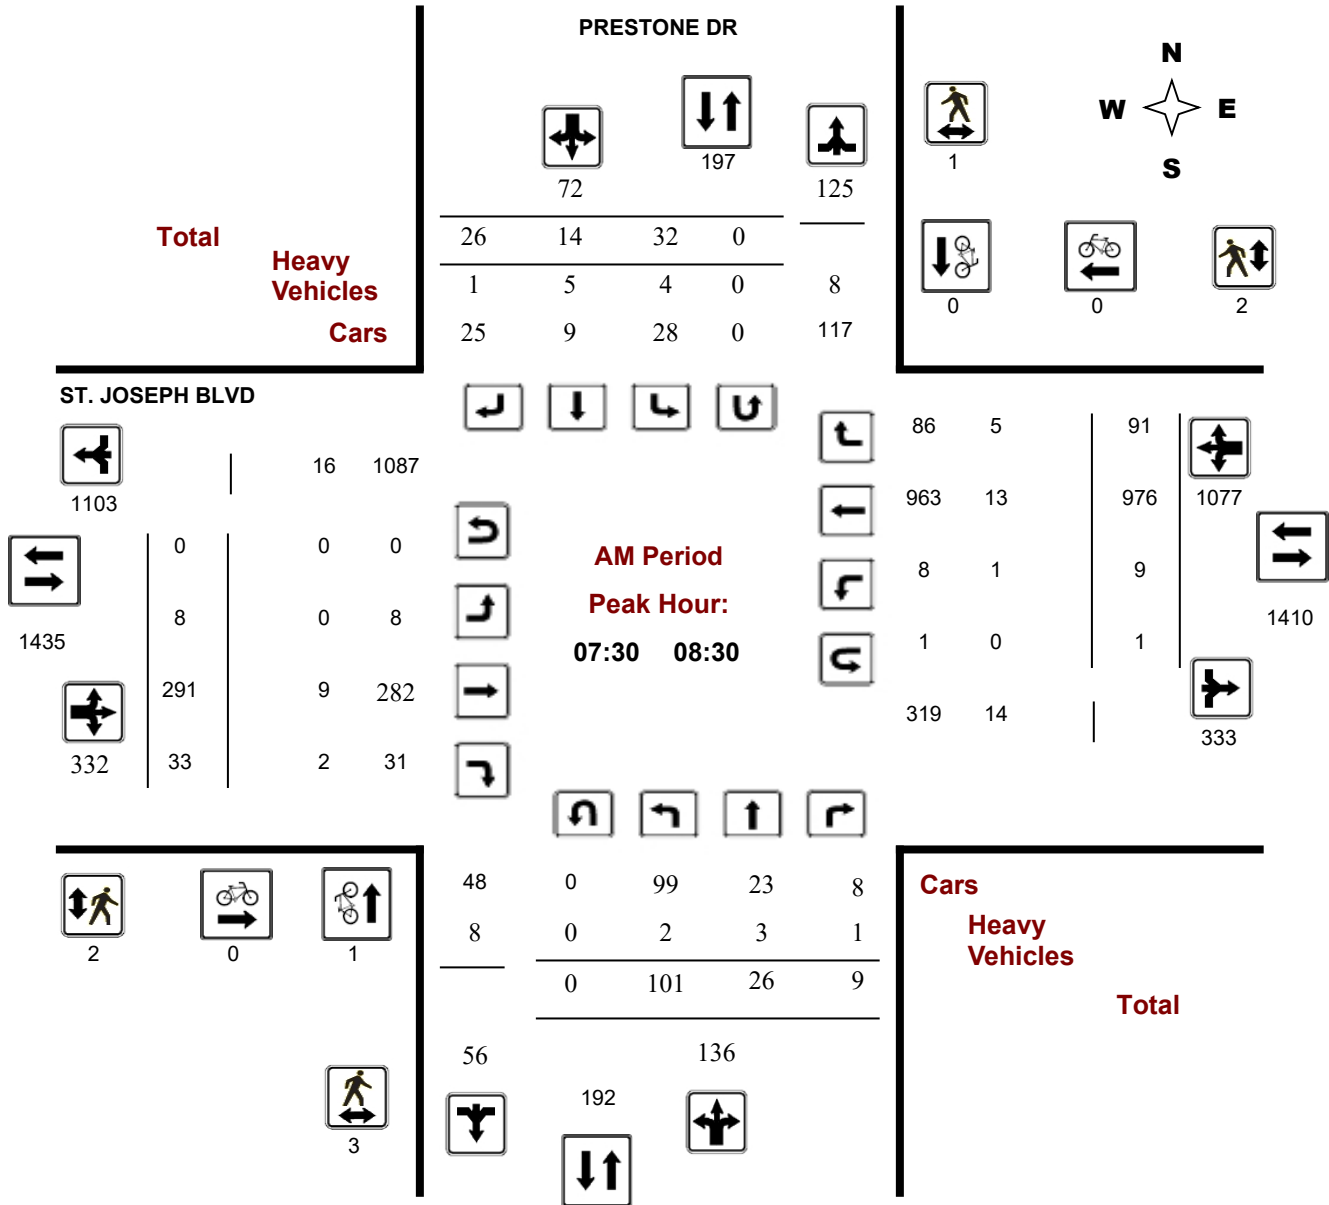 PRESTONE DR
N
W E
S
197
72
125
1
Total
26 14 32 0
Heavy
Vehicles
1 5 4 0 8
Cars
25 9 28 0 117
0 0 2
ST. JOSEPH BLVD
16 1087
1103
86 5 91
963 13 976 1077
0 0 0
AM Period
8 1 9
8 0 8
Peak Hour:
1410
1435
07:30 08:30
1 0 1
291 9 282
319 14
333
332 33 2 31
48 0 99 23 8
Cars
8 0 2 3 1
Heavy
Vehicles
2 0 1
0 101 26 9
Total
56 136
192
3